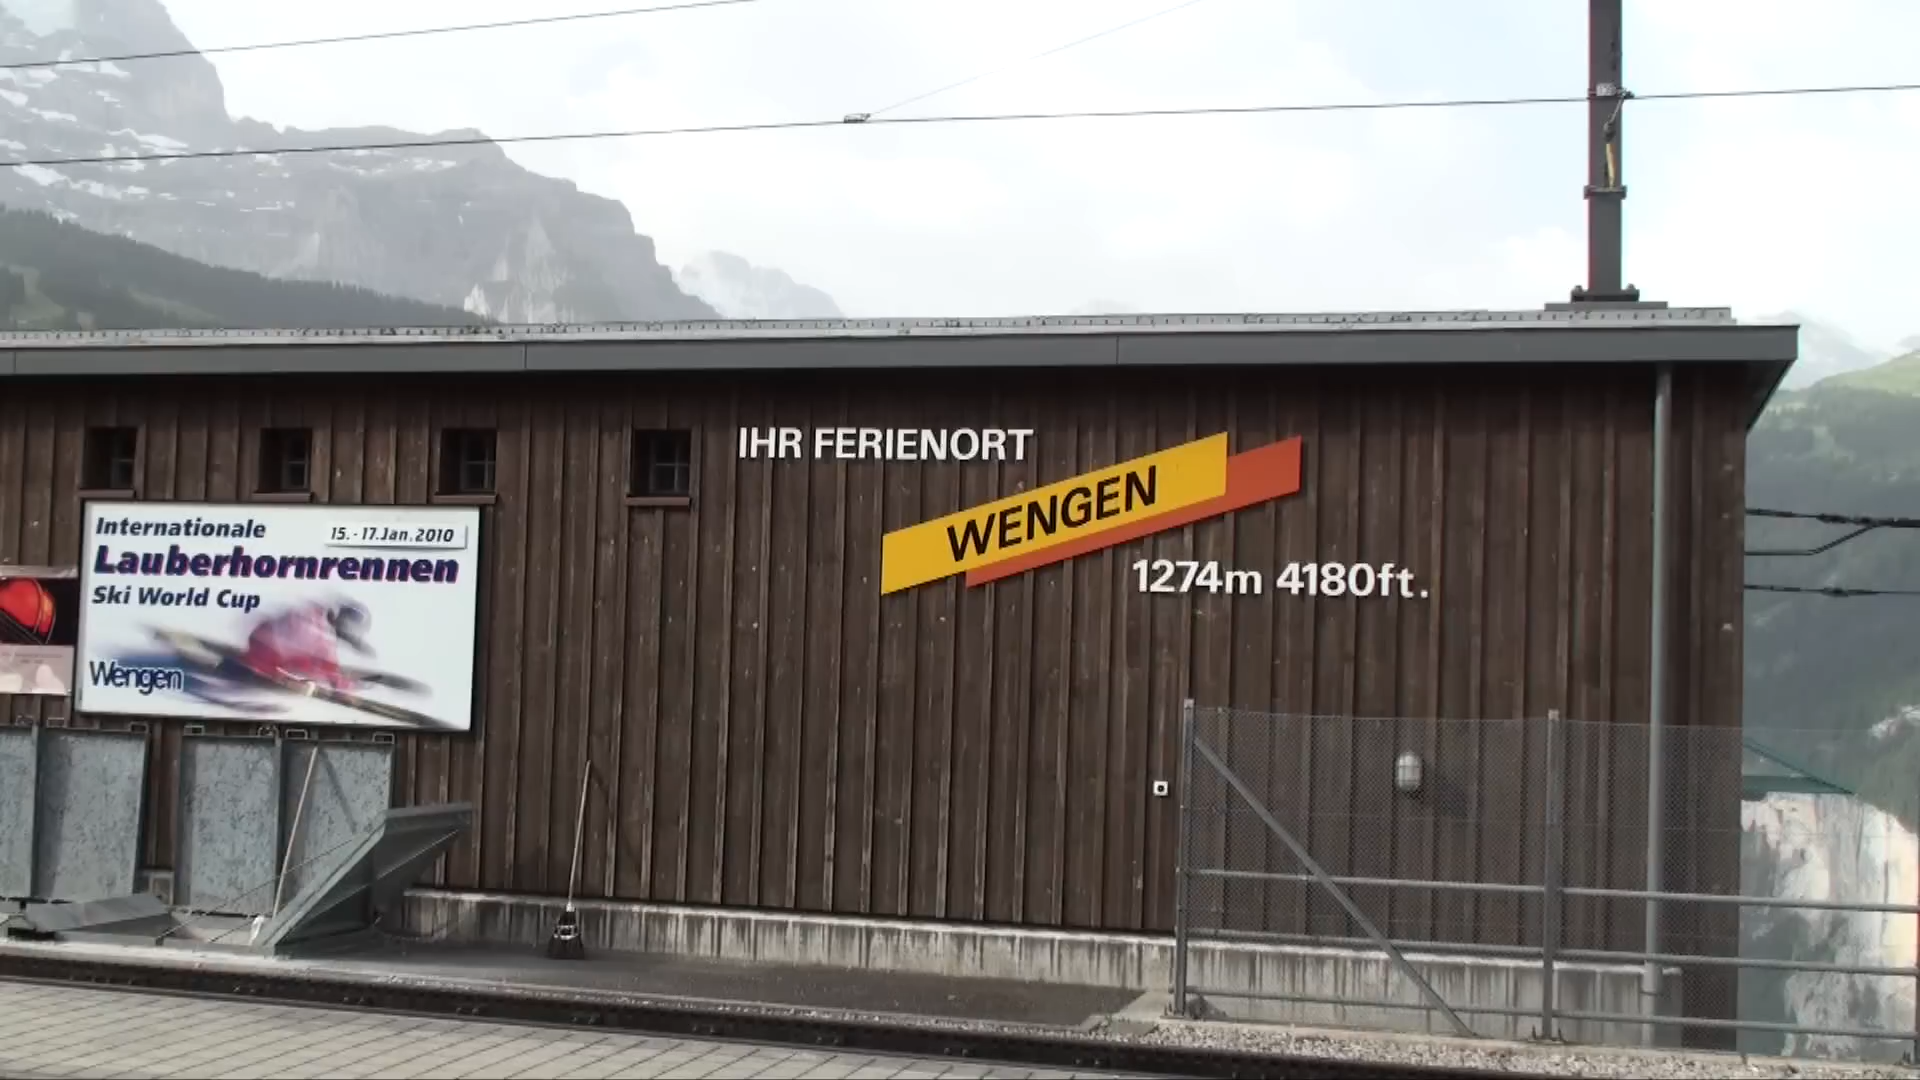 IHR FERIENORT
WENGEN
1274m 4180ft.
Internationale
15.-17.Jan.2010
Lauberhornrennen
Ski World Cup
Wengen